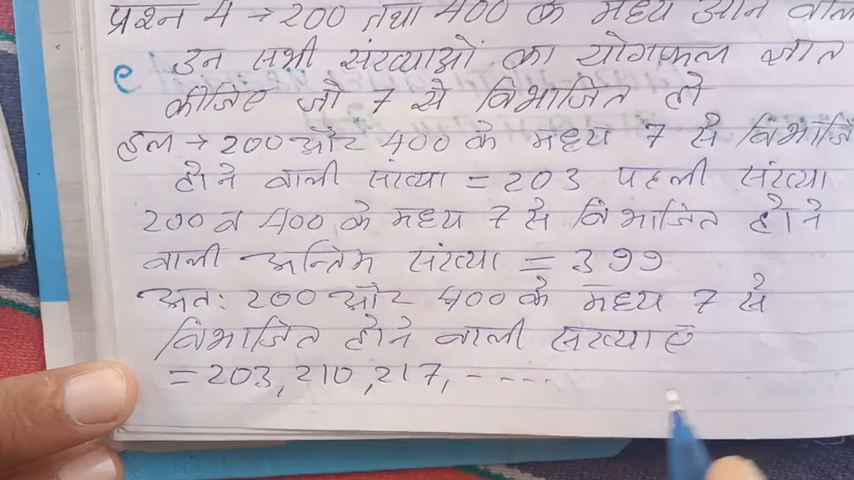 प्रश्न 4 → 200 तथा 400 के मध्य आने वाली
उन सभी संख्याओं का योगफल ज्ञात
कीजिए जो 7 से विभाजित हो
हल → 200 और 400 के मध्य 7 से विभाजि
होने वाली संख्या = 203 पहली संख्या
200 व 400 के मध्य 7 से विभाजित होने
वाली अन्तिम संख्या = 399
अतः 200 और 400 के मध्य 7 से
विभाजित होने वाली संख्याएं
= 203, 210, 217, - - - - -